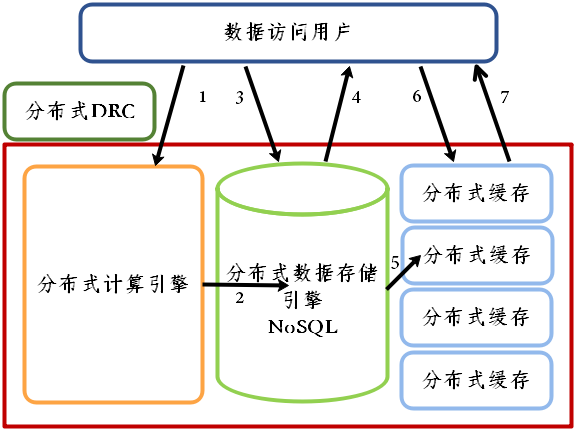 数据访问用户
分布式DRC
1
3
4
6
7
分布式计算引擎
2
分布式数据存储
引擎
NoSQL
5
分布式缓存
分布式缓存
分布式缓存
分布式缓存